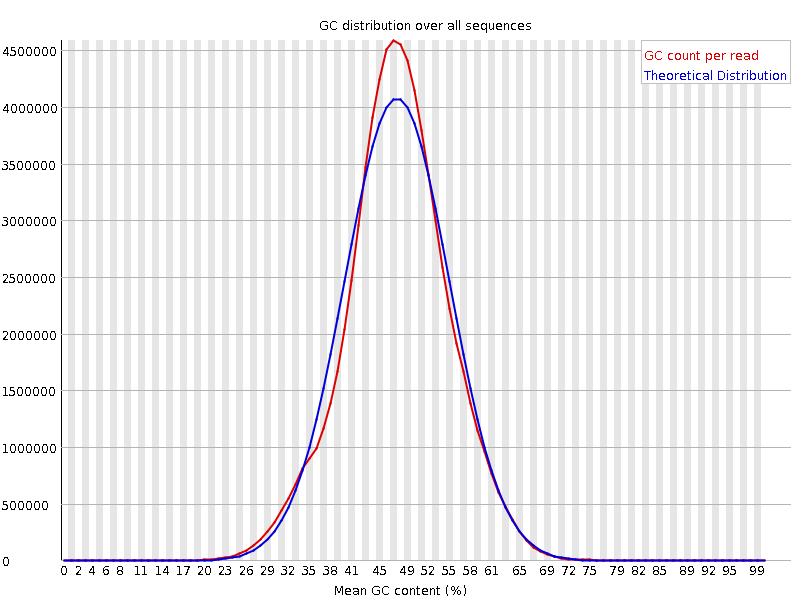 GC distribution over all sequences
GC count per read
Theoretical Distribution
4500000
4000000
3500000
3000000
2500000
2000000
1500000
1000000
500000
0
0 2 4 6 8 11 14 17 20 23 26 29 32 35 38 41 45 49 52 55 58 61 65 69 72 75 79 82 85 89 92 95 99
Mean GC content (%)